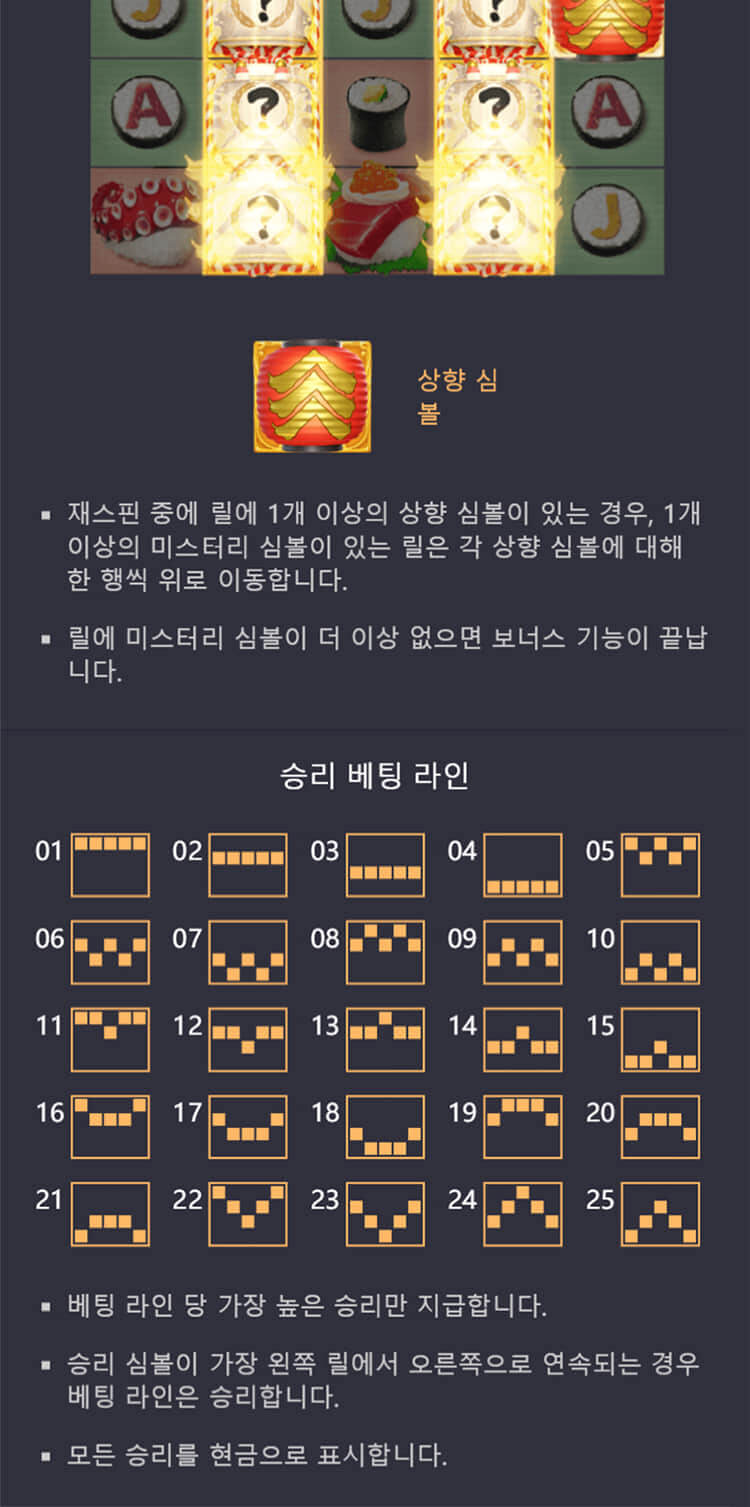 J
?
J
?
A
?
?
A
?
?
J
상향 심
볼
재스핀 중에 릴에 1개 이상의 상향 심볼이 있는 경우, 1개
이상의 미스터리 심볼이 있는 릴은 각 상향 심볼에 대해
한 행씩 위로 이동합니다.
릴에 미스터리 심볼이 더 이상 없으면 보너스 기능이 끝납
니다.
승리 베팅 라인
01 02 03 04 05
06 07 08 09 10
11 12 13 14 15
16 17 18 19 20
21 22 23 24 25
베팅 라인 당 가장 높은 승리만 지급합니다.
승리 심볼이 가장 왼쪽 릴에서 오른쪽으로 연속되는 경우
베팅 라인은 승리합니다.
모든 승리를 현금으로 표시합니다.